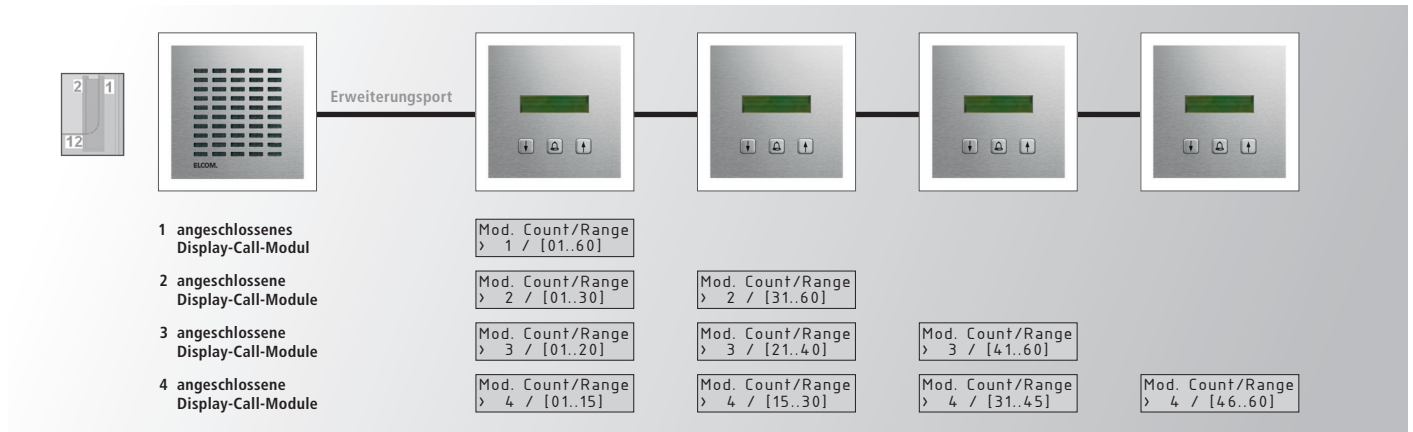 2 1
12
Erweiterungsport
ELCOM.
1 angeschlossenes
Display-Call-Modul
Mod. Count/Range
› 1 / [01..60]
2 angeschlossene
Display-Call-Module
Mod. Count/Range
› 2 / [01..30]
Mod. Count/Range
› 2 / [31..60]
3 angeschlossene
Display-Call-Module
Mod. Count/Range
› 3 / [01..20]
Mod. Count/Range
› 3 / [21..40]
Mod. Count/Range
› 3 / [41..60]
4 angeschlossene
Display-Call-Module
Mod. Count/Range
› 4 / [01..15]
Mod. Count/Range
› 4 / [15..30]
Mod. Count/Range
› 4 / [31..45]
Mod. Count/Range
› 4 / [46..60]